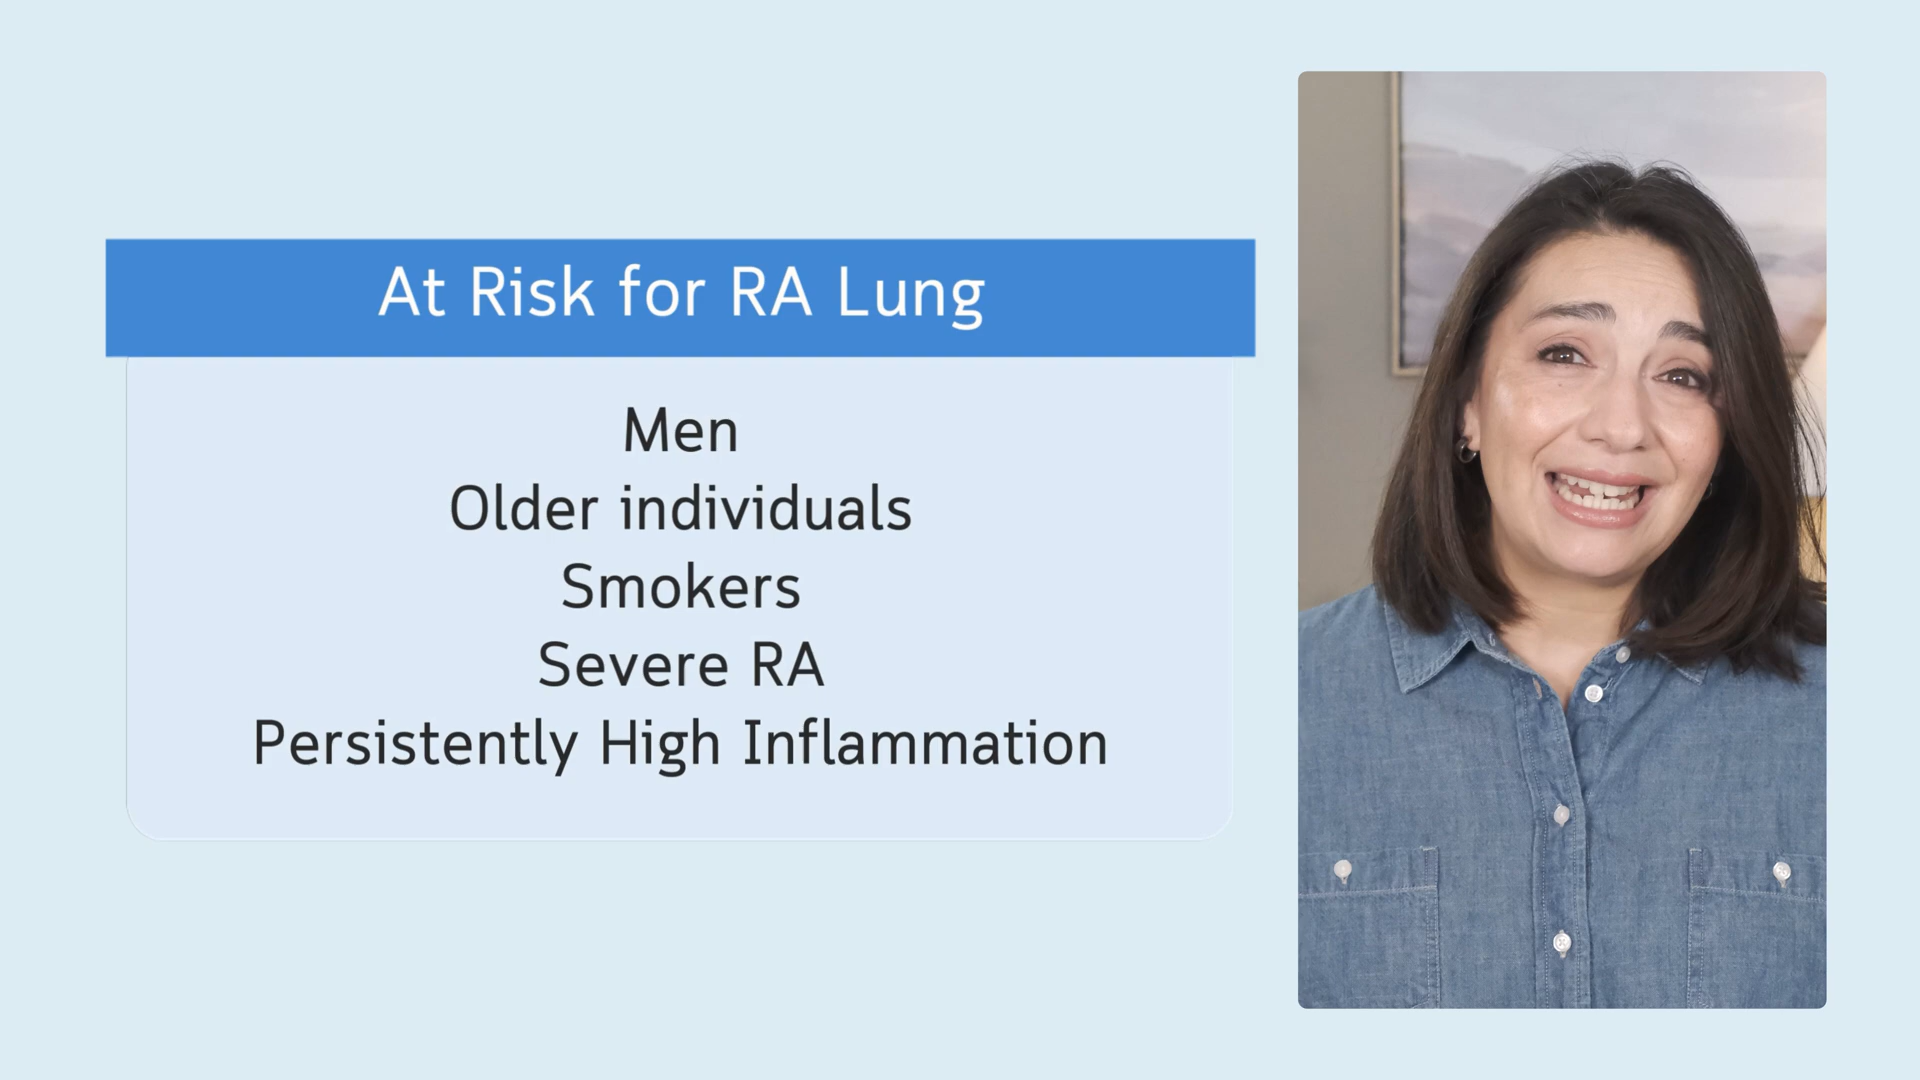 At Risk for RA Lung
Men
Older individuals
Smokers
Severe RA
Persistently High Inflammation